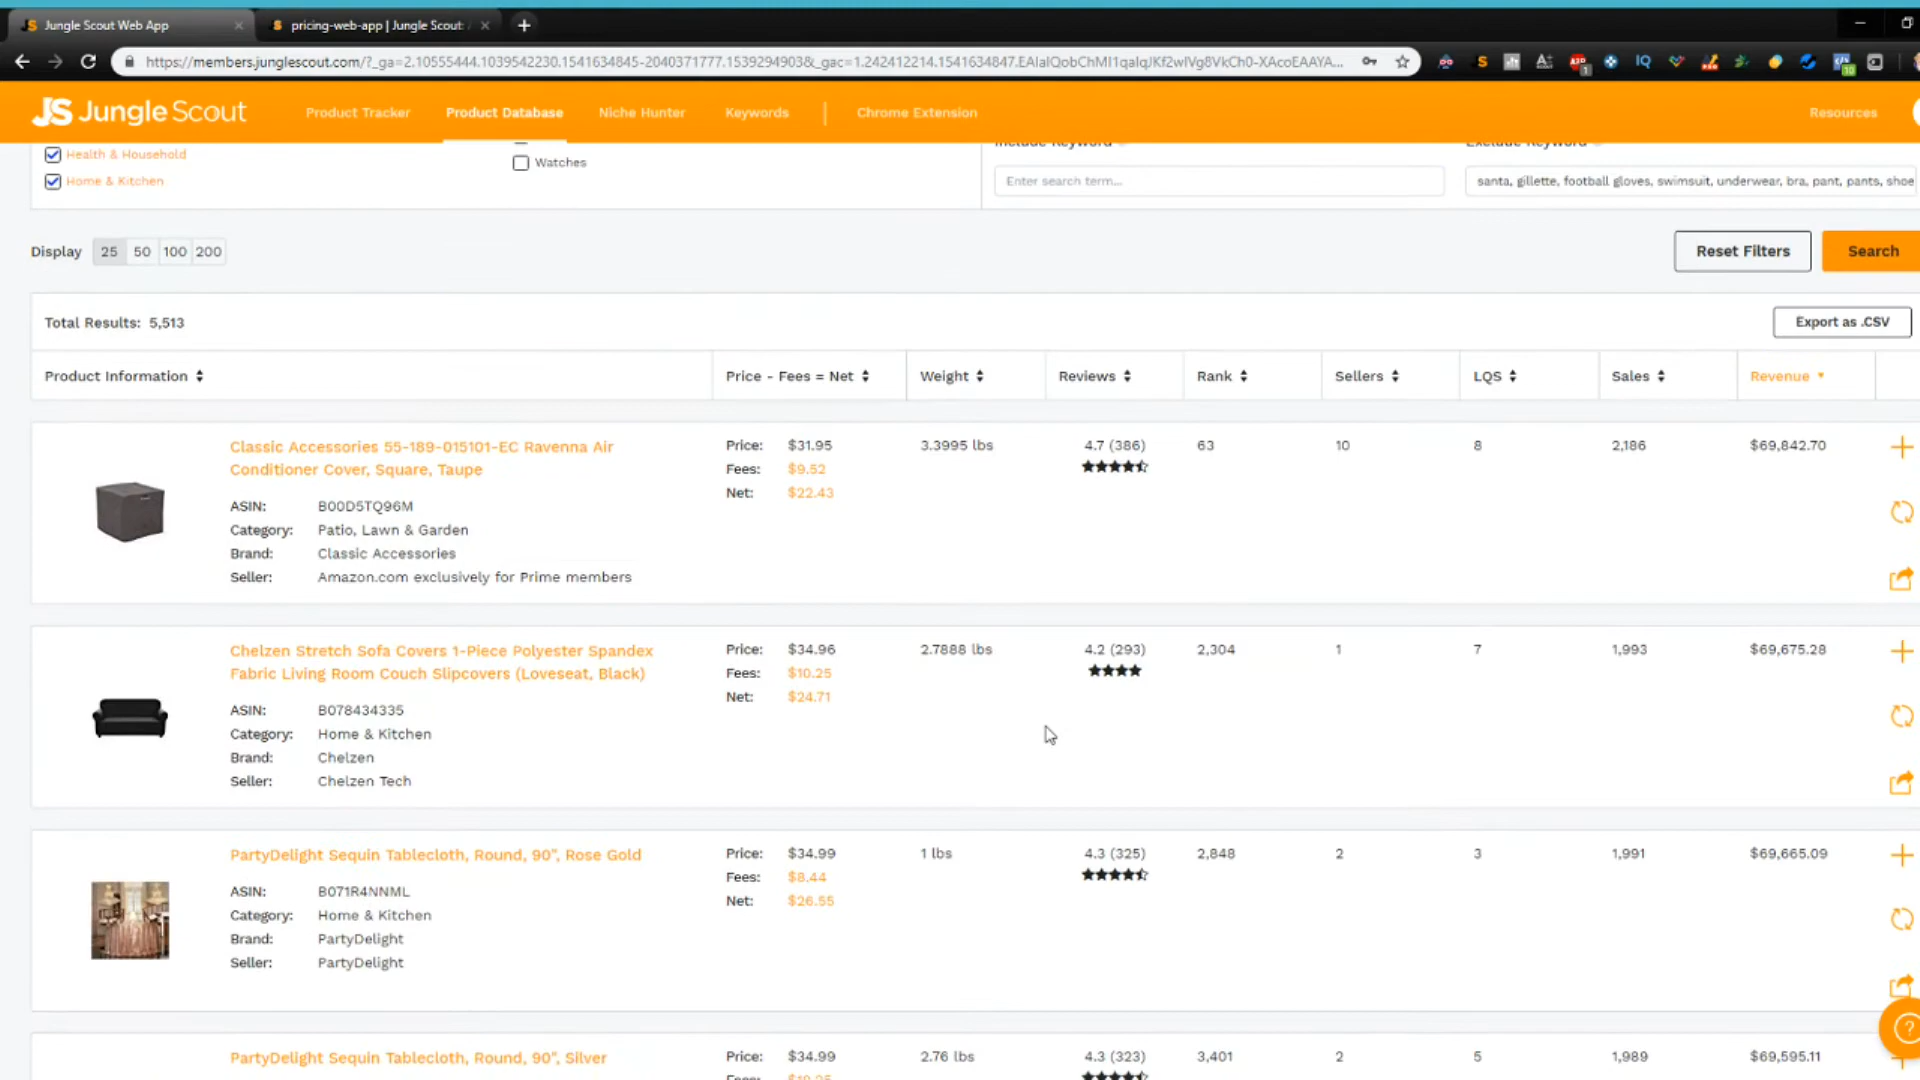 Jungle Scout Web App
pricing-web-app | Jungle Scout:
https://members.junglescout.com/?_ga=2.10555444.1039542230.1541634845-2040371777.1539294903&_gac=1.242412214.1541634847.EAIaIQobChMI1qaIqJKf2wIVg8VkCh0-XAcoEAAYA...
JS Jungle Scout
Product Tracker
Product Database
Niche Hunter
Keywords
Chrome Extension
Resources
Health & Household
Watches
Home & Kitchen
Include Keyword
Exclude Keyword
Enter search term...
santa, gillette, football gloves, swimsuit, underwear, bra, pant, pants, shoe
Display 25 50 100 200
Reset Filters
Search
Total Results: 5,513
Export as .CSV
Product Information
Price - Fees = Net
Weight
Reviews
Rank
Sellers
LQS
Sales
Revenue
Classic Accessories 55-189-015101-EC Ravenna Air
Conditioner Cover, Square, Taupe
ASIN: B00D5TQ96M
Category: Patio, Lawn & Garden
Brand: Classic Accessories
Seller: Amazon.com exclusively for Prime members
Price: $31.95
Fees: $9.52
Net: $22.43
3.3995 lbs
4.7 (386)
63
10
8
2,186
$69,842.70
Chelzen Stretch Sofa Covers 1-Piece Polyester Spandex
Fabric Living Room Couch Slipcovers (Loveseat, Black)
ASIN: B078434335
Category: Home & Kitchen
Brand: Chelzen
Seller: Chelzen Tech
Price: $34.96
Fees: $10.25
Net: $24.71
2.7888 lbs
4.2 (293)
2,304
1
7
1,993
$69,675.28
PartyDelight Sequin Tablecloth, Round, 90", Rose Gold
ASIN: B071R4NNML
Category: Home & Kitchen
Brand: PartyDelight
Seller: PartyDelight
Price: $34.99
Fees: $8.44
Net: $26.55
1 lbs
4.3 (325)
2,848
2
3
1,991
$69,665.09
PartyDelight Sequin Tablecloth, Round, 90", Silver
Price: $34.99
2.76 lbs
4.3 (323)
3,401
2
5
1,989
$69,595.11